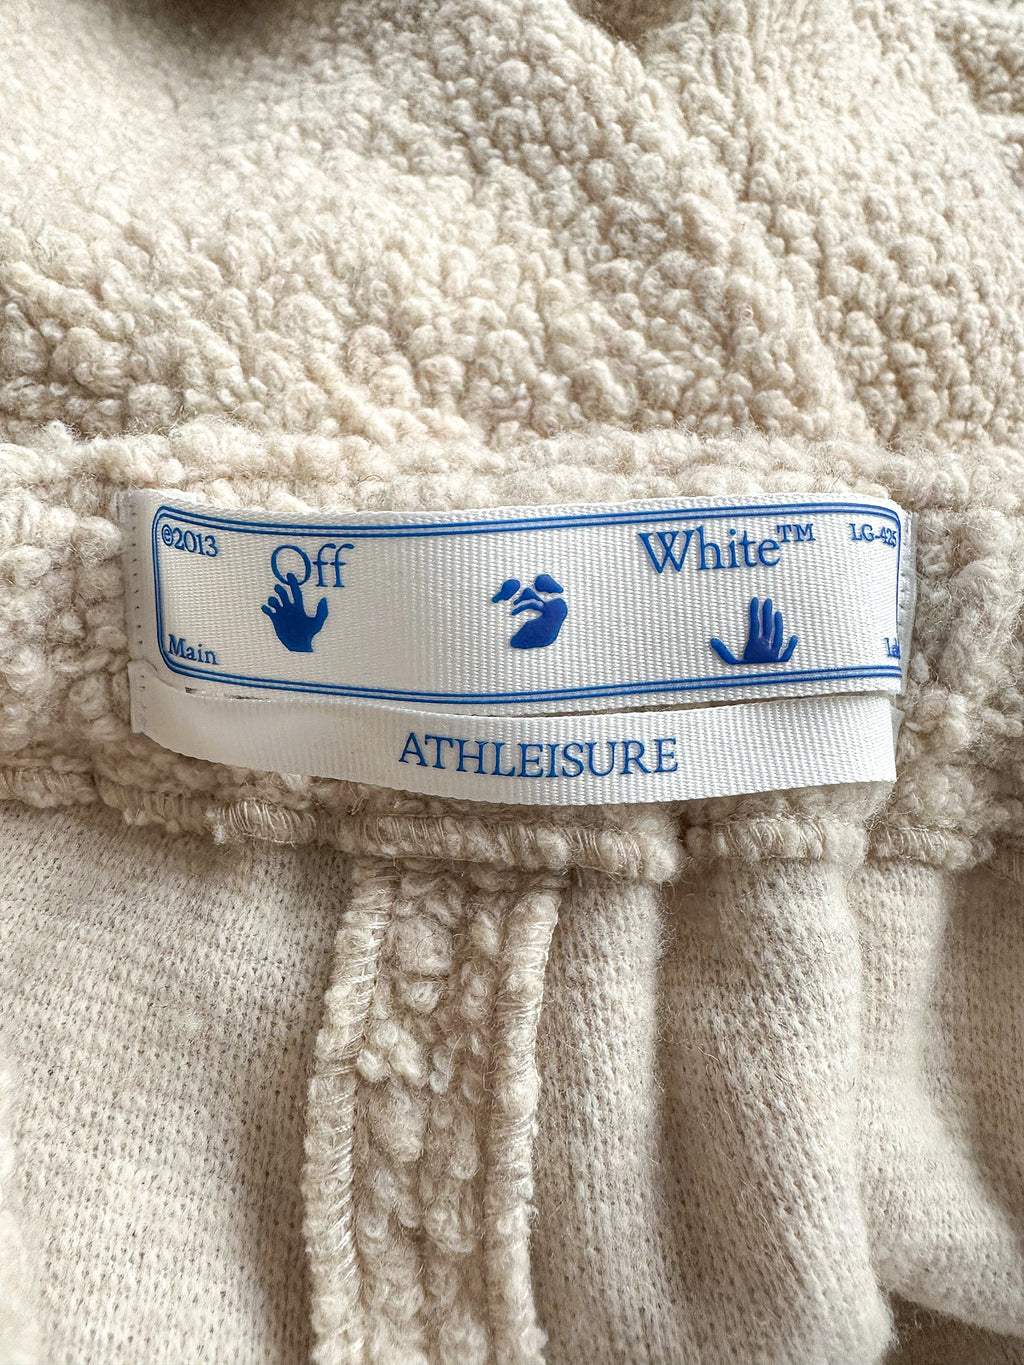 ©2013 Off White™ LG-425
Main
ATHLEISURE